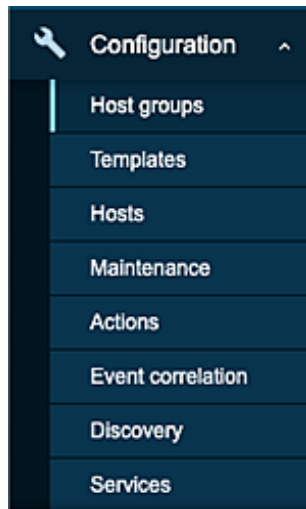 Configuration
Host groups
Templates
Hosts
Maintenance
Actions
Event correlation
Discovery
Services